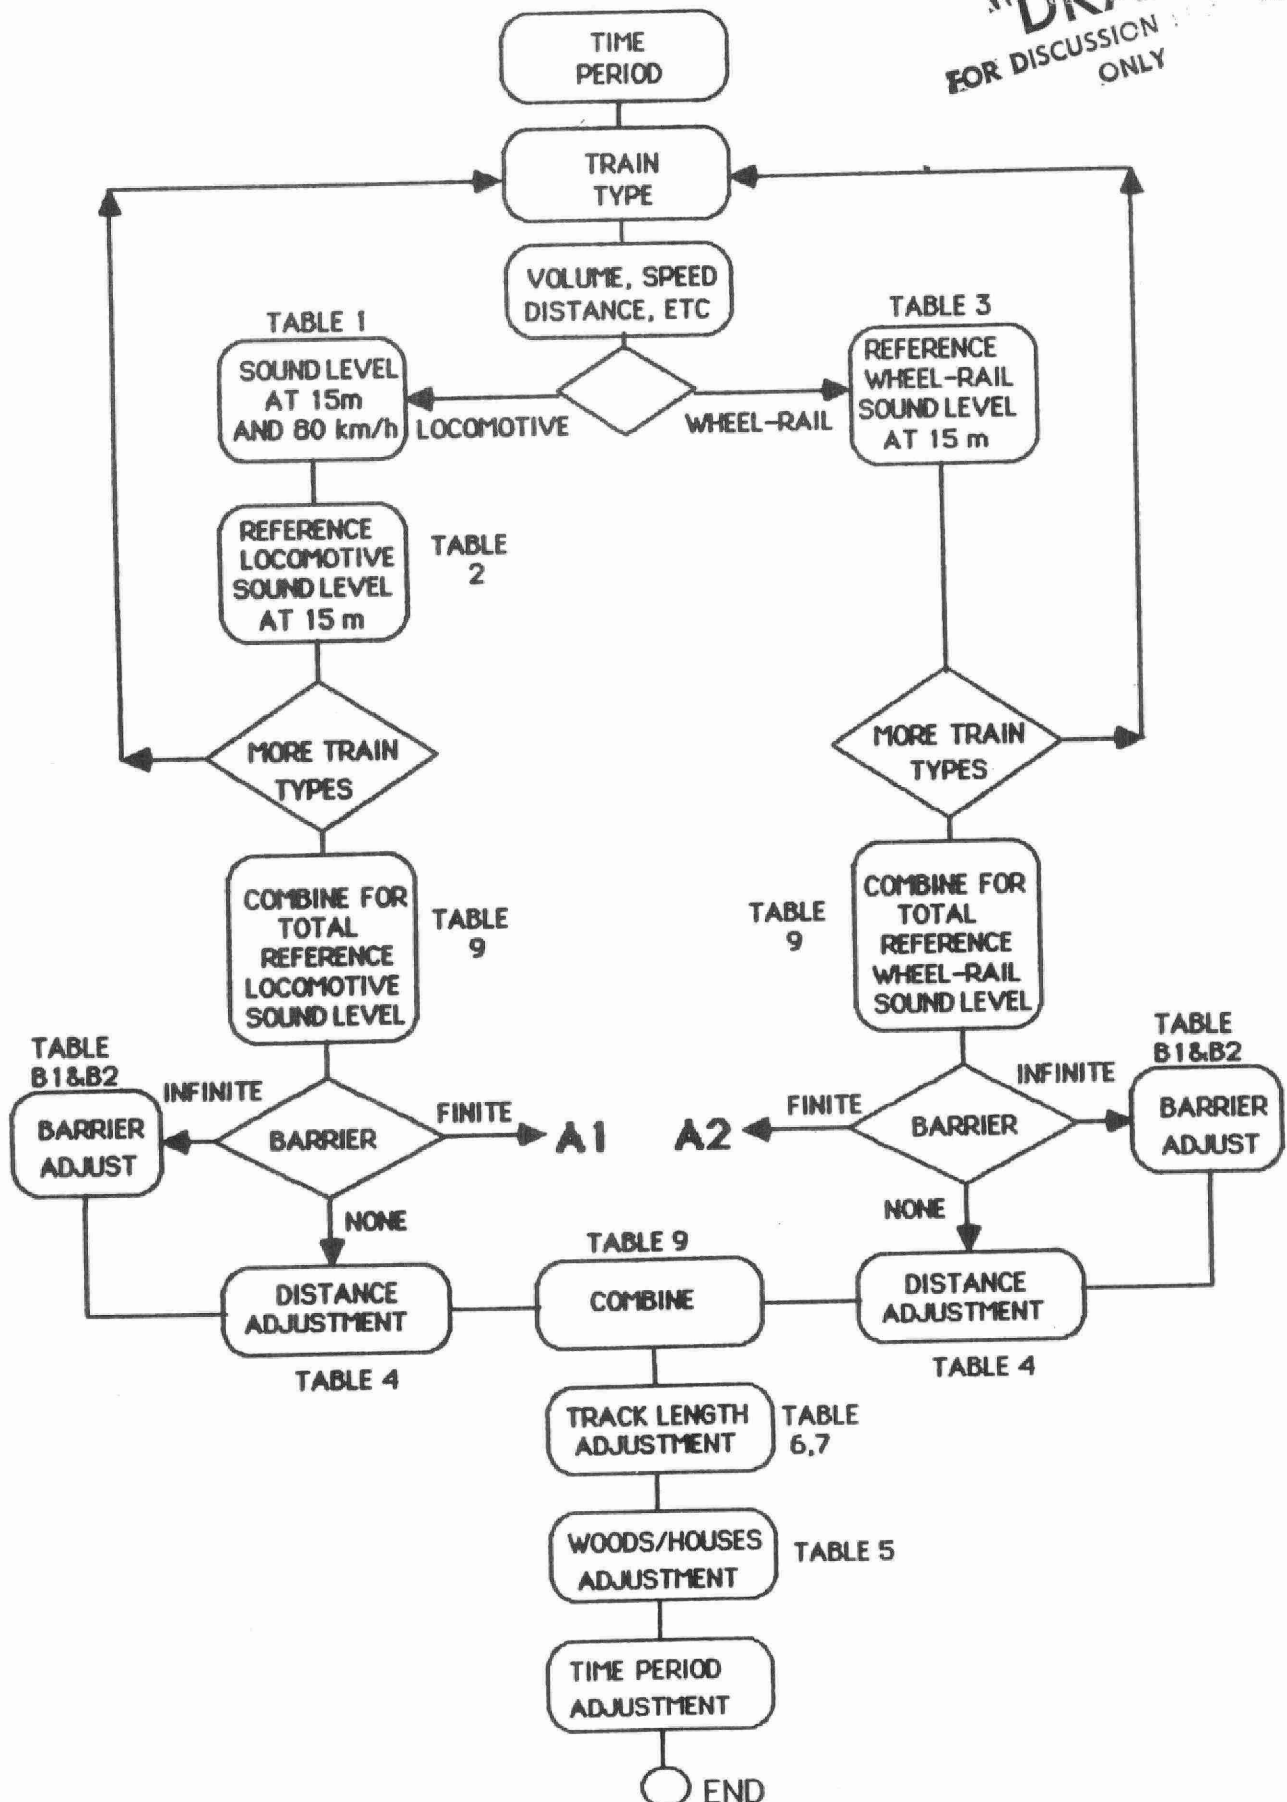 FOR DISCUSSION
ONLY
TIME
PERIOD
TRAIN
TYPE
VOLUME, SPEED
DISTANCE, ETC
TABLE 1
SOUND LEVEL
AT 15m
AND 80 km/h
LOCOMOTIVE
WHEEL-RAIL
TABLE 3
REFERENCE
WHEEL-RAIL
SOUND LEVEL
AT 15 m
REFERENCE
LOCOMOTIVE
SOUND LEVEL
AT 15 m
TABLE
2
MORE TRAIN
TYPES
MORE TRAIN
TYPES
COMBINE FOR
TOTAL
REFERENCE
LOCOMOTIVE
SOUND LEVEL
TABLE
9
TABLE
9
COMBINE FOR
TOTAL
REFERENCE
WHEEL-RAIL
SOUND LEVEL
TABLE
B1&B2
INFINITE
BARRIER
ADJUST
BARRIER
FINITE
A1
A2
FINITE
BARRIER
INFINITE
TABLE
B1&B2
BARRIER
ADJUST
NONE
NONE
DISTANCE
ADJUSTMENT
TABLE 4
TABLE 9
COMBINE
DISTANCE
ADJUSTMENT
TABLE 4
TRACK LENGTH
ADJUSTMENT
TABLE
6,7
WOODS/HOUSES
ADJUSTMENT
TABLE 5
TIME PERIOD
ADJUSTMENT
END